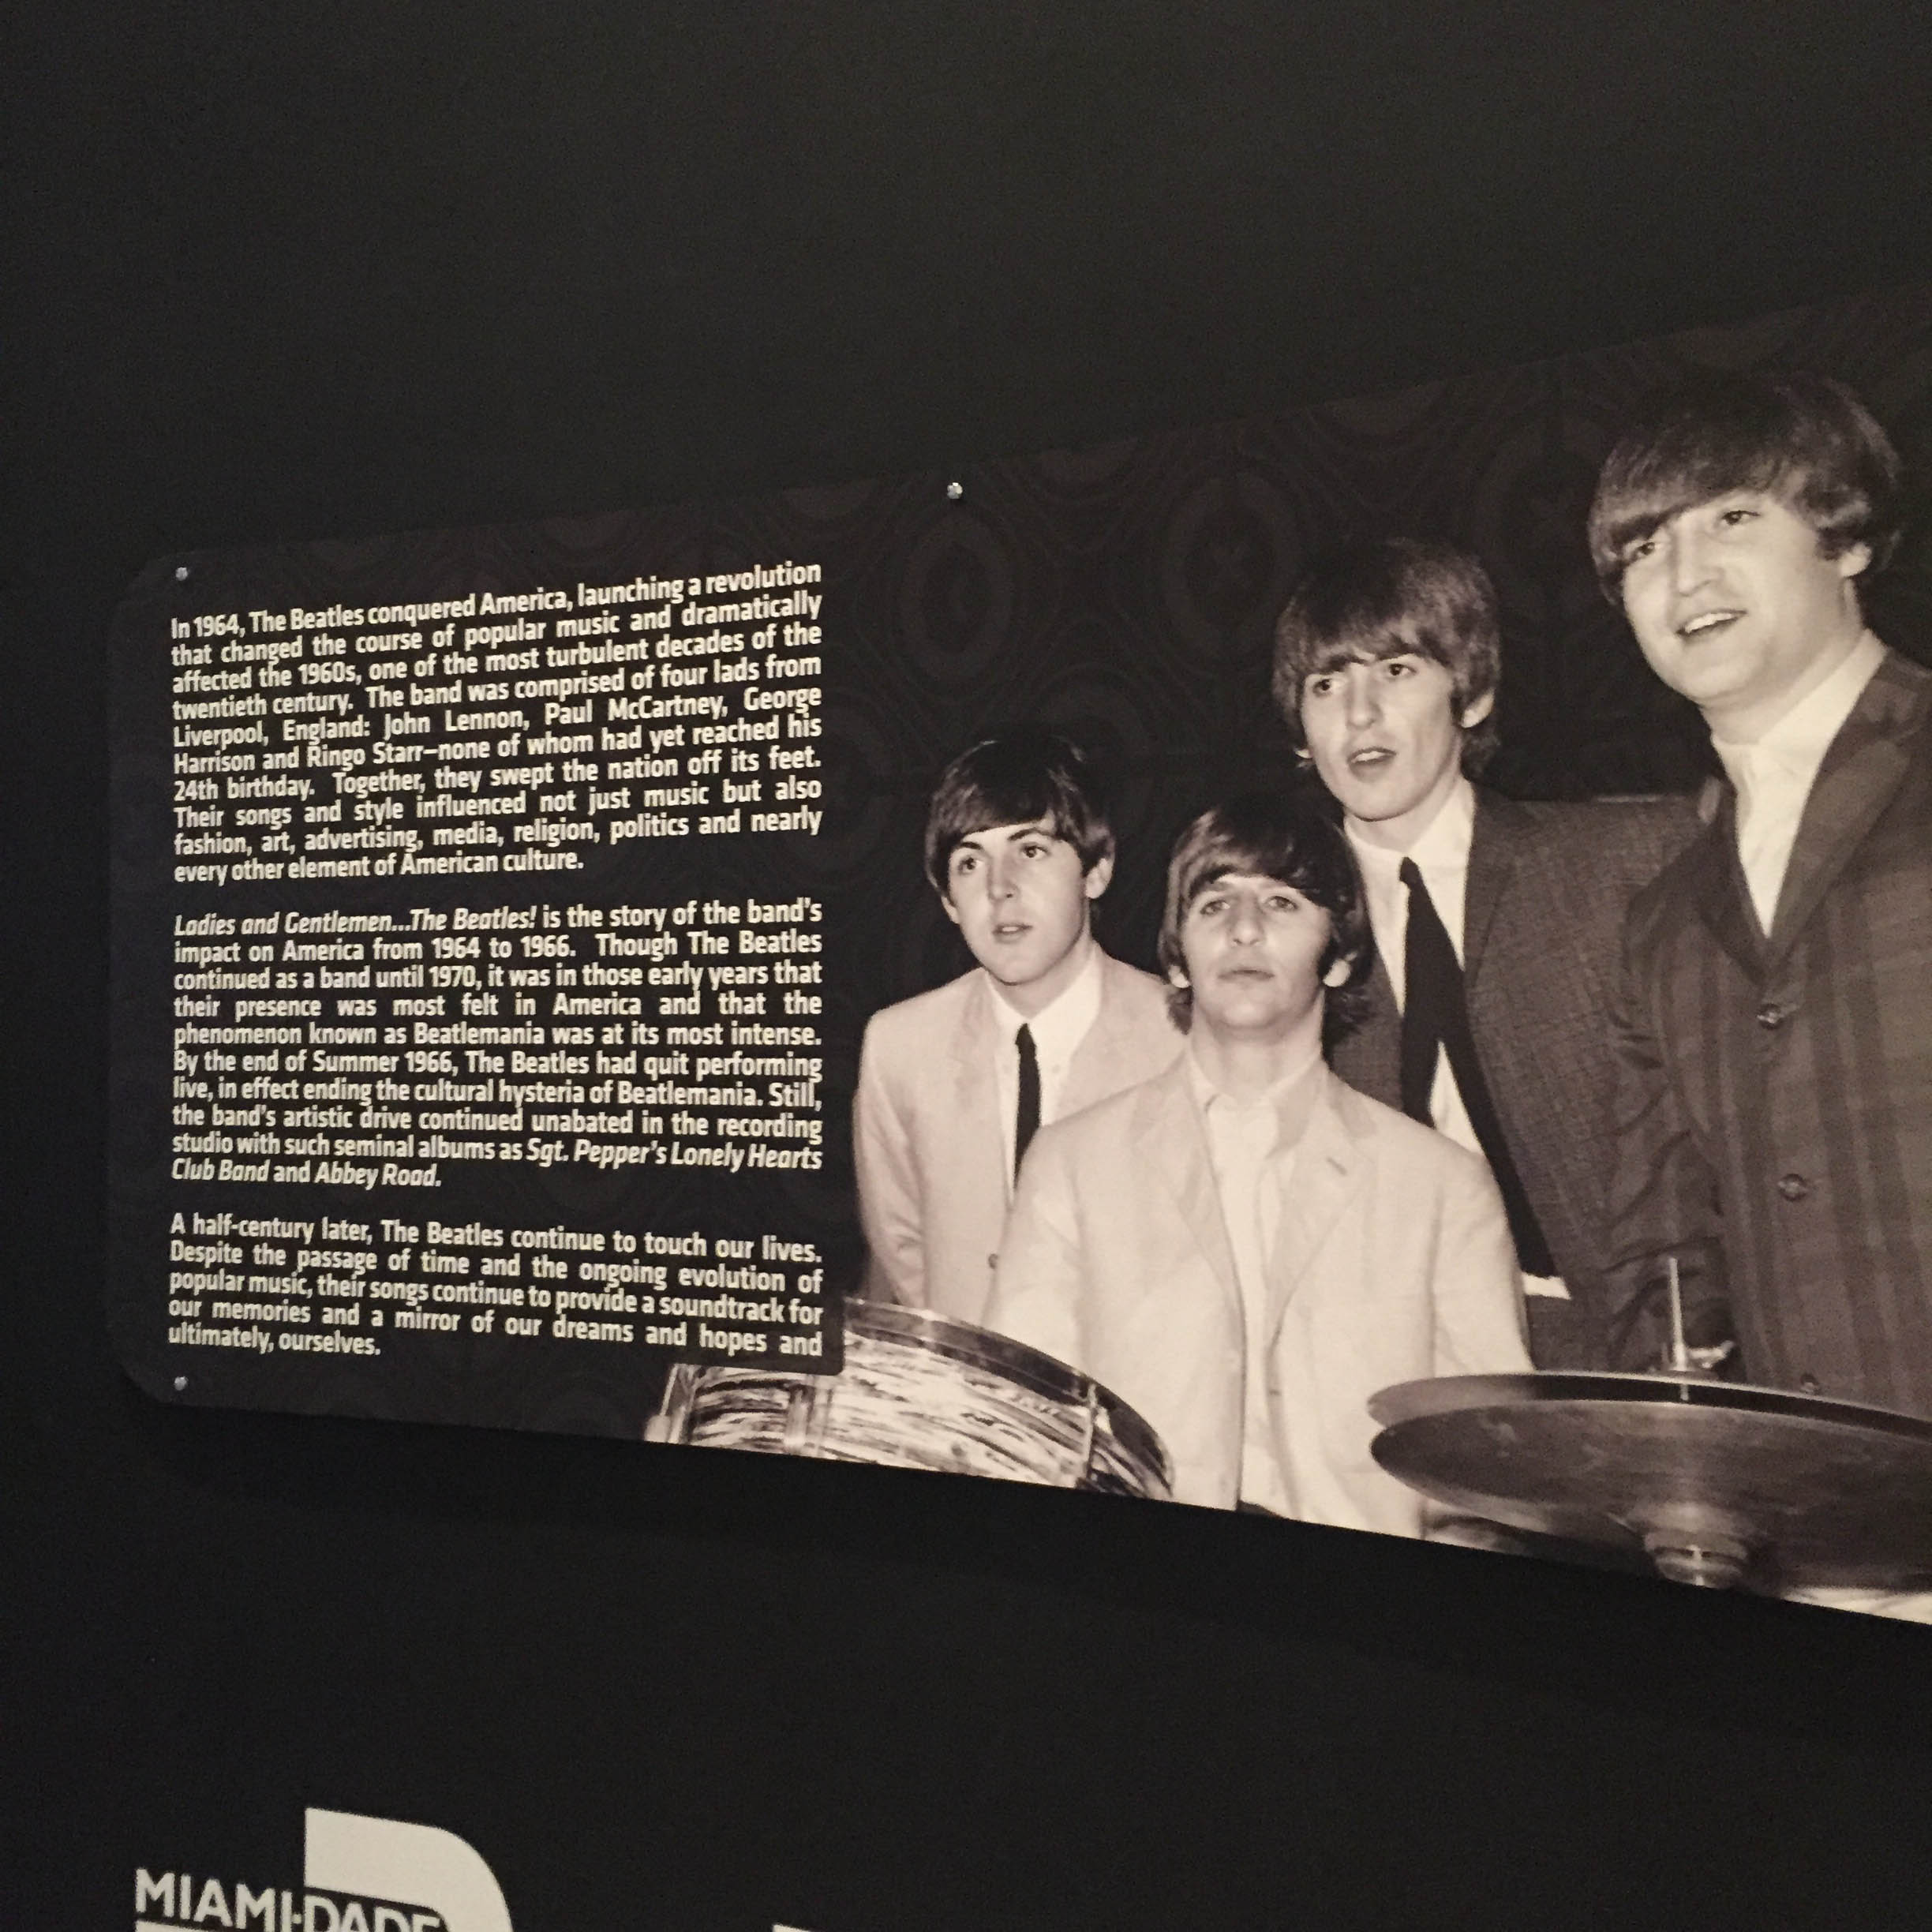 In 1964, The Beatles conquered America, launching a revolution
that changed the course of popular music and dramatically
affected the 1960s, one of the most turbulent decades of the
twentieth century. The band was comprised of four lads from
Liverpool, England: John Lennon, Paul McCartney, George
Harrison and Ringo Starr–none of whom had yet reached his
24th birthday. Together, they swept the nation off its feet.
Their songs and style influenced not just music but also
fashion, art, advertising, media, religion, politics and nearly
every other element of American culture.
Ladies and Gentlemen...The Beatles! is the story of the band's
impact on America from 1964 to 1966. Though The Beatles
continued as a band until 1970, it was in those early years that
their presence was most felt in America and that the
phenomenon known as Beatlemania was at its most intense.
By the end of Summer 1966, The Beatles had quit performing
live, in effect ending the cultural hysteria of Beatlemania. Still,
the band's artistic drive continued unabated in the recording
studio with such seminal albums as Sgt. Pepper's Lonely Hearts
Club Band and Abbey Road.
A half-century later, The Beatles continue to touch our lives.
Despite the passage of time and the ongoing evolution of
popular music, their songs continue to provide a soundtrack for
our memories and a mirror of our dreams and hopes and
ultimately, ourselves.
MIAMI-DADE